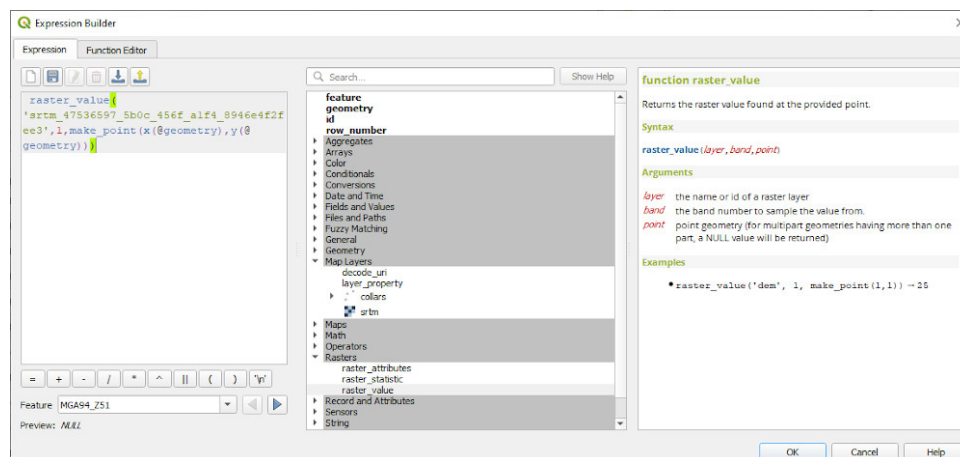 Expression Builder
Expression
Function Editor
raster_value(
'srtm_47536597_5b0c_456f_a1f4_8946e4f2f
ee3',1,make_point(x(@geometry),y(@
geometry)))
= + - / * ^ || ( ) '\n'
Feature MGA94_Z51
Preview: NULL
Search...
Show Help
feature
geometry
id
row_number
Aggregates
Arrays
Color
Conditionals
Conversions
Date and Time
Fields and Values
Files and Paths
Fuzzy Matching
General
Geometry
Map Layers
decode_uri
layer_property
collars
srtm
Maps
Math
Operators
Rasters
raster_attributes
raster_statistic
raster_value
Record and Attributes
Sensors
String
function raster_value
Returns the raster value found at the provided point.
Syntax
raster_value(layer, band, point)
Arguments
layer the name or id of a raster layer
band the band number to sample the value from.
point point geometry (for multipart geometries having more than one
part, a NULL value will be returned)
Examples
• raster_value('dem', 1, make_point(1,1)) → 25
OK
Cancel
Help